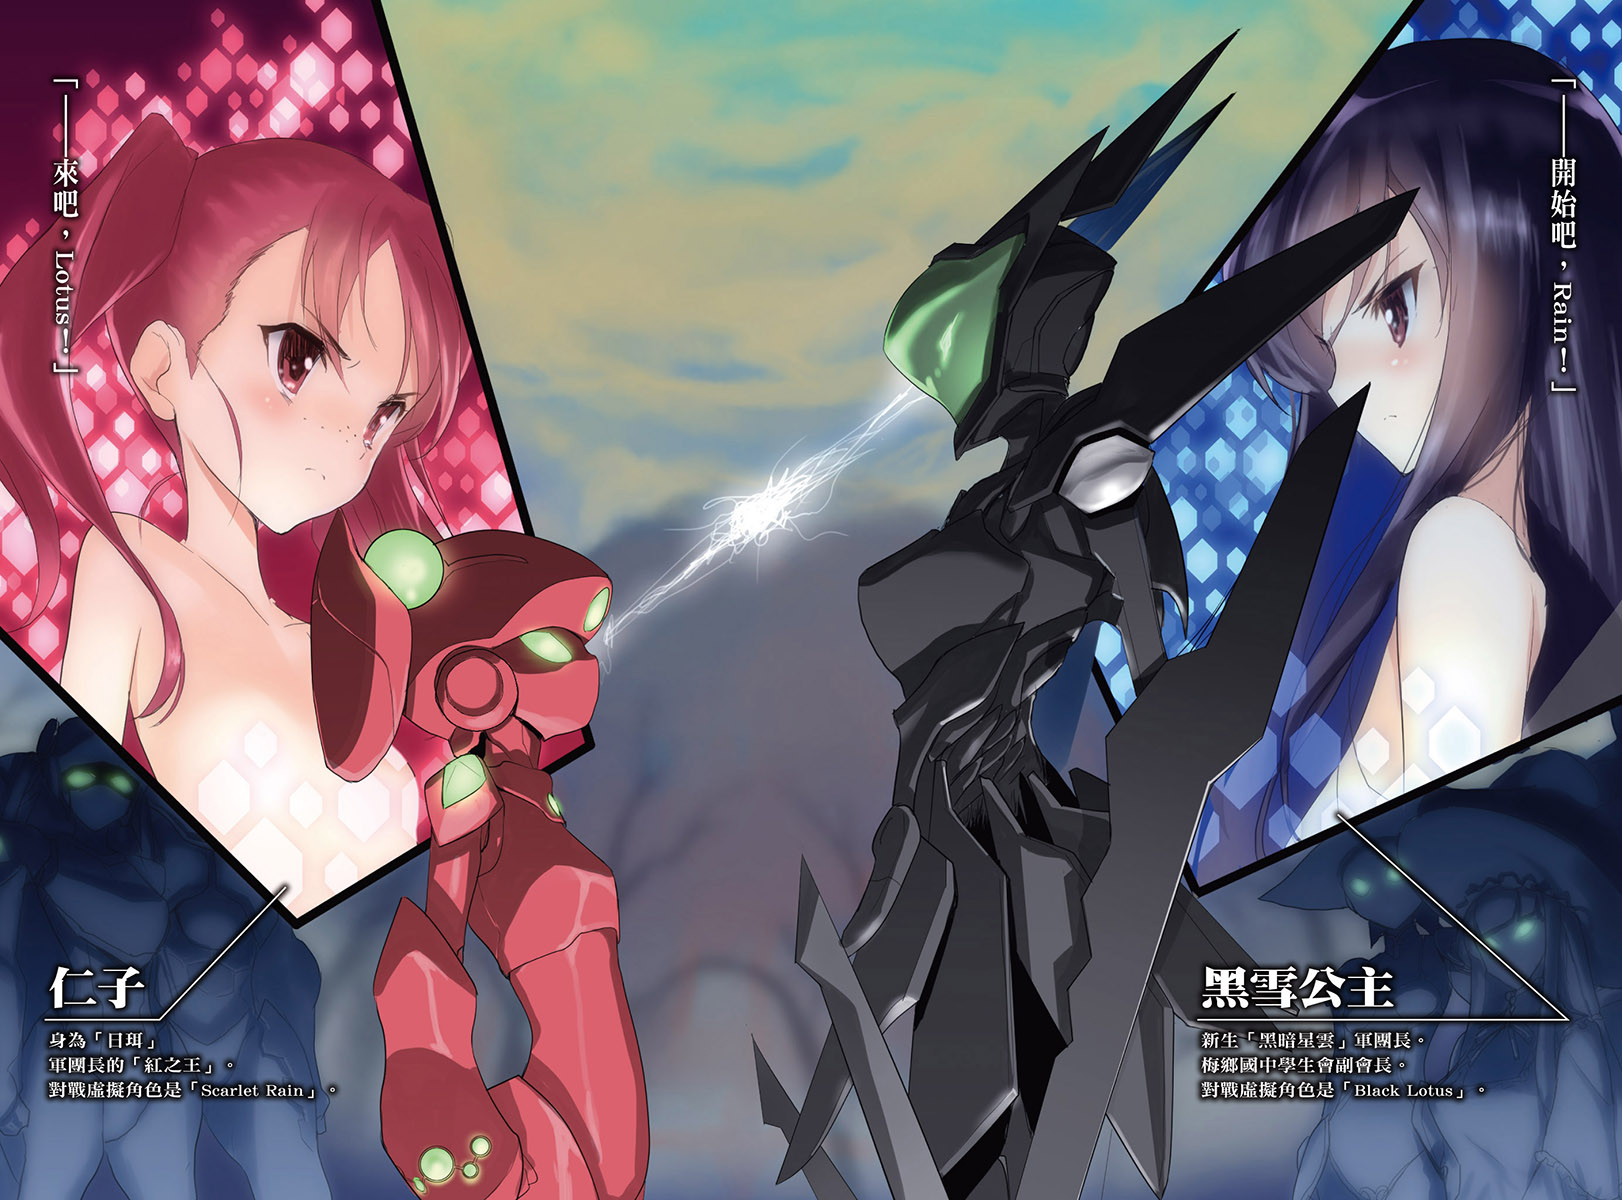 「——開始吧，Rain！」
「——來吧，Lotus！」
黑雪公主
新生「黑暗星雲」軍團長。
梅鄉國中學生會副會長。
對戰虛擬角色是「Black Lotus」。
仁子
身為「日珥」
軍團長的「紅之王」。
對戰虛擬角色是「Scarlet Rain」。